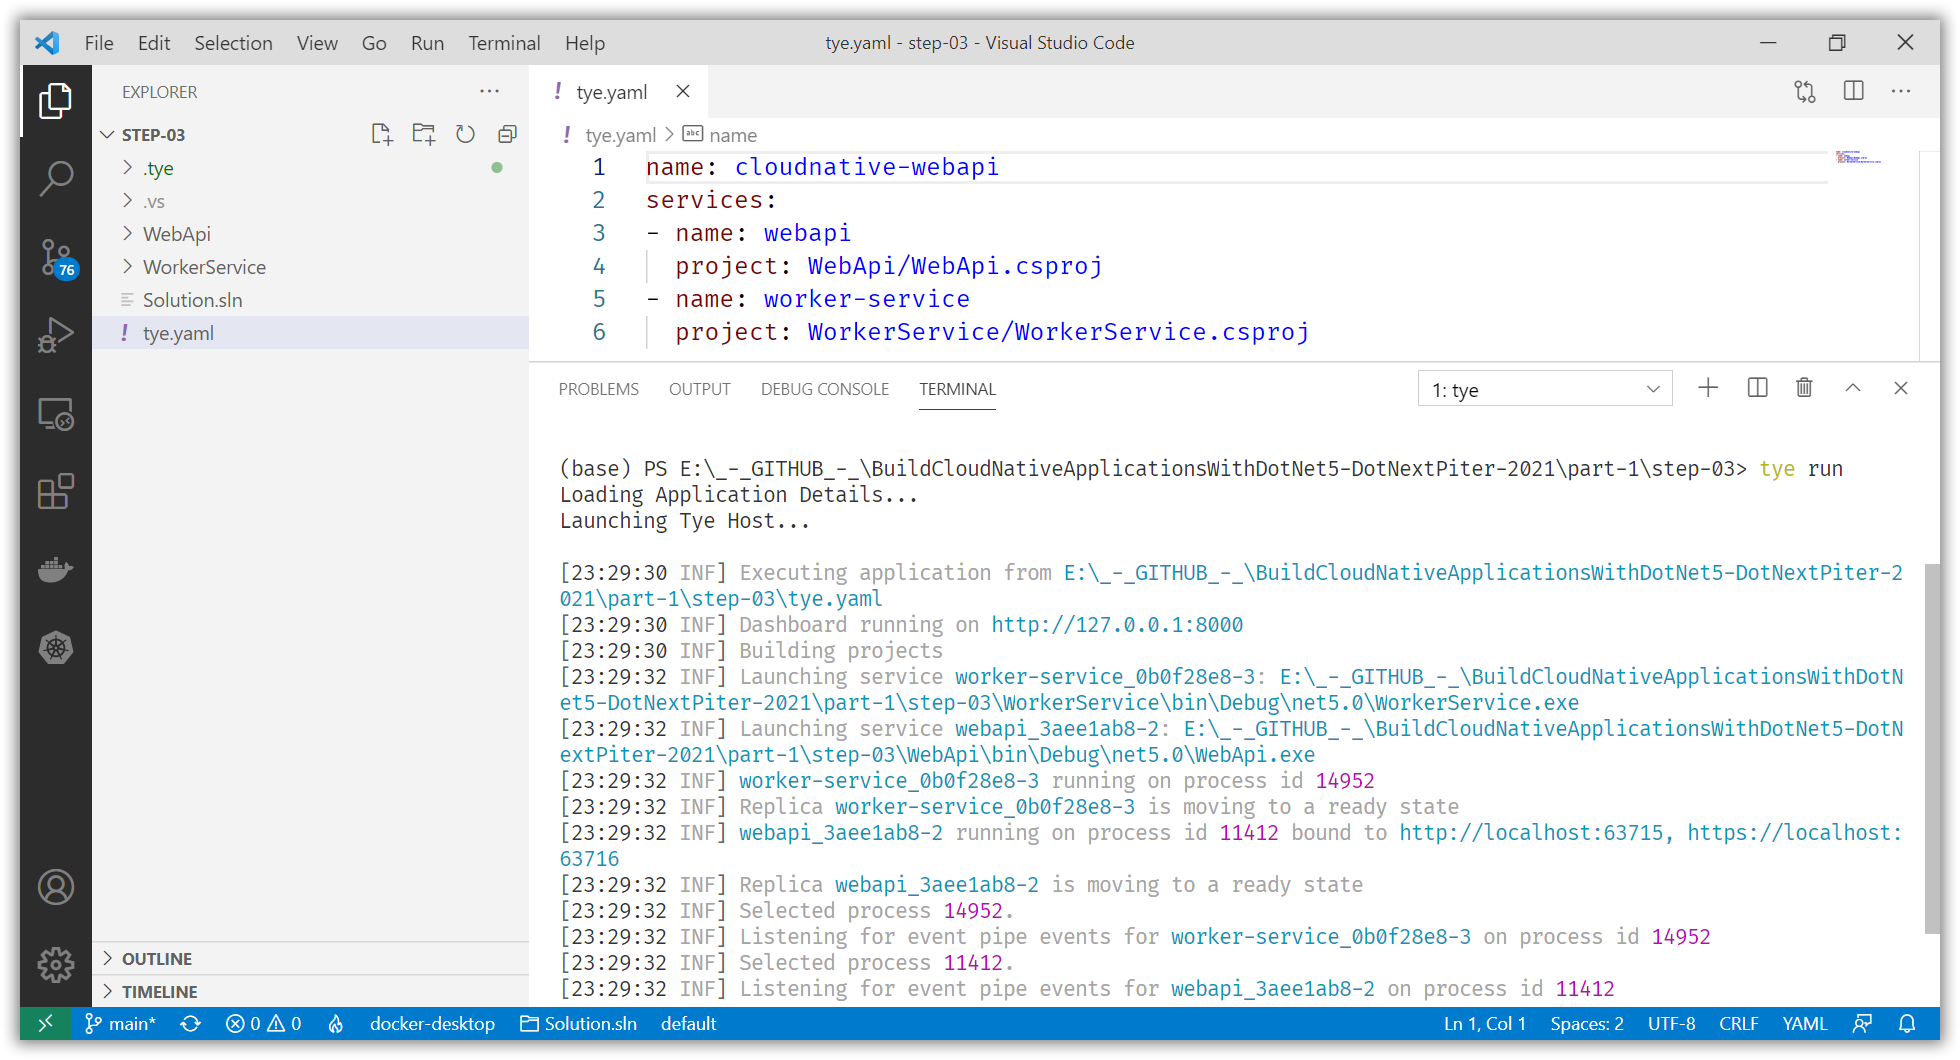 File Edit Selection View Go Run Terminal Help
tye.yaml - step-03 - Visual Studio Code
EXPLORER
STEP-03
.tye
.vs
WebApi
WorkerService
Solution.sln
! tye.yaml
OUTLINE
TIMELINE
76
! tye.yaml
! tye.yaml > abc name
1 name: cloudnative-webapi
2 services:
3 - name: webapi
4 project: WebApi/WebApi.csproj
5 - name: worker-service
6 project: WorkerService/WorkerService.csproj
PROBLEMS OUTPUT DEBUG CONSOLE TERMINAL
1: tye
(base) PS E:\_-_GITHUB_-_\BuildCloudNativeApplicationsWithDotNet5-DotNextPiter-2021\part-1\step-03> tye run
Loading Application Details...
Launching Tye Host...
[23:29:30 INF] Executing application from E:\_-_GITHUB_-_\BuildCloudNativeApplicationsWithDotNet5-DotNextPiter-2
021\part-1\step-03\tye.yaml
[23:29:30 INF] Dashboard running on http://127.0.0.1:8000
[23:29:30 INF] Building projects
[23:29:32 INF] Launching service worker-service_0b0f28e8-3: E:\_-_GITHUB_-_\BuildCloudNativeApplicationsWithDotN
et5-DotNextPiter-2021\part-1\step-03\WorkerService\bin\Debug\net5.0\WorkerService.exe
[23:29:32 INF] Launching service webapi_3aee1ab8-2: E:\_-_GITHUB_-_\BuildCloudNativeApplicationsWithDotNet5-DotN
extPiter-2021\part-1\step-03\WebApi\bin\Debug\net5.0\WebApi.exe
[23:29:32 INF] worker-service_0b0f28e8-3 running on process id 14952
[23:29:32 INF] Replica worker-service_0b0f28e8-3 is moving to a ready state
[23:29:32 INF] webapi_3aee1ab8-2 running on process id 11412 bound to http://localhost:63715, https://localhost:
63716
[23:29:32 INF] Replica webapi_3aee1ab8-2 is moving to a ready state
[23:29:32 INF] Selected process 14952.
[23:29:32 INF] Listening for event pipe events for worker-service_0b0f28e8-3 on process id 14952
[23:29:32 INF] Selected process 11412.
[23:29:32 INF] Listening for event pipe events for webapi_3aee1ab8-2 on process id 11412
main* 0 0 docker-desktop Solution.sln default Ln 1, Col 1 Spaces: 2 UTF-8 CRLF YAML